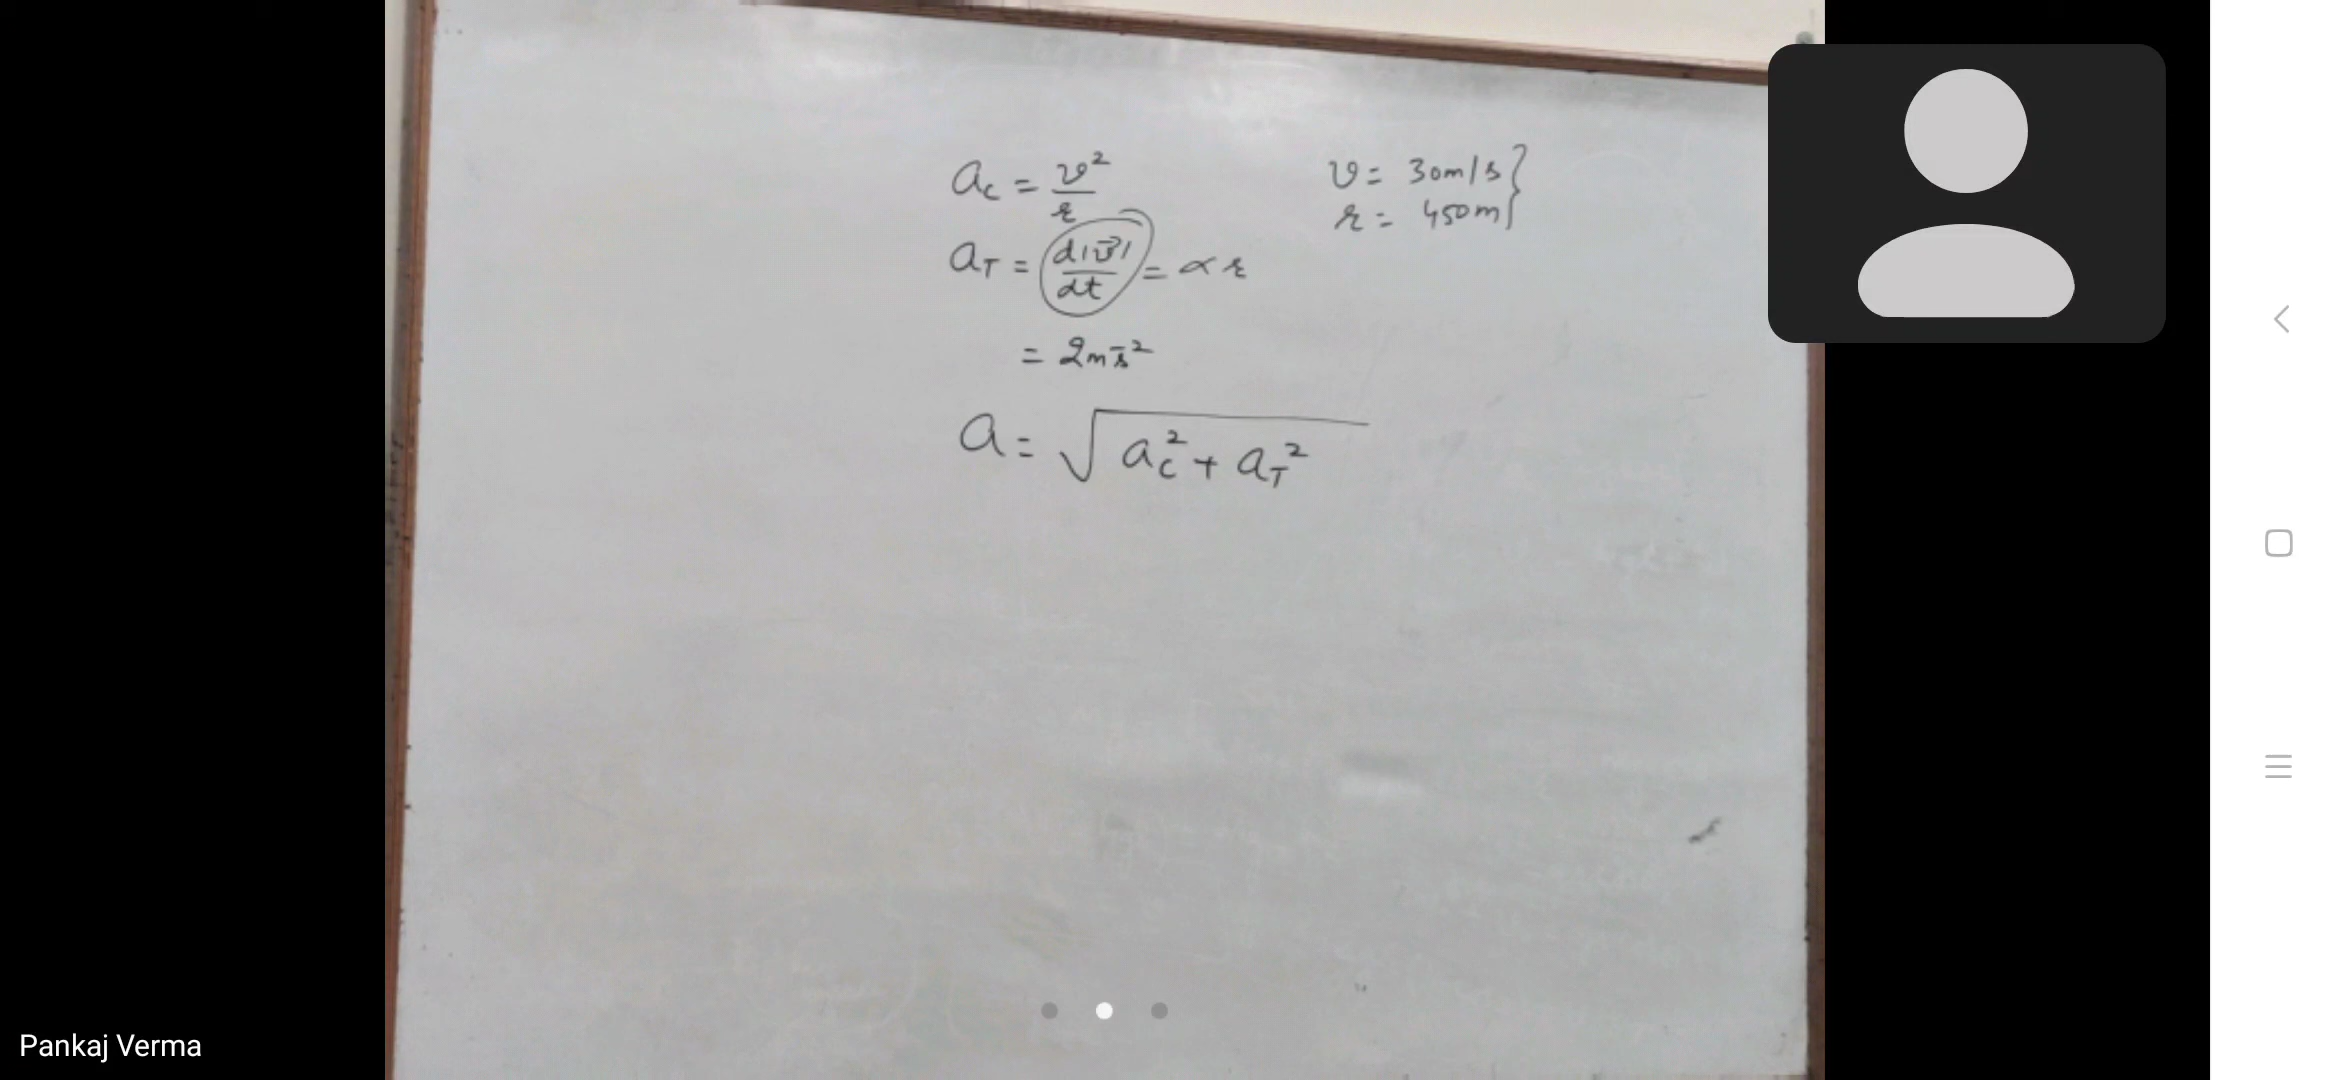 a_c = v²/r
v = 30m/s }
r = 450m }
a_T = d|v⃗|/dt = αr
= 2ms⁻²
a = √(a_c² + a_T²)
Pankaj Verma